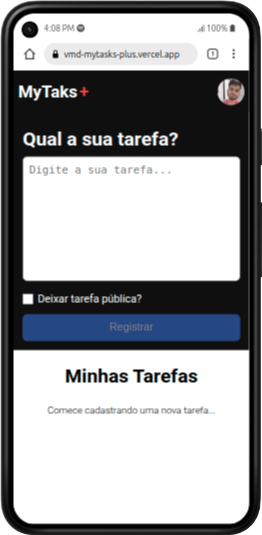 4:08 PM
100%
vmd-mytasks-plus.vercel.app
1
MyTaks+
Qual a sua tarefa?
Digite a sua tarefa...
Deixar tarefa pública?
Registrar
Minhas Tarefas
Comece cadastrando uma nova tarefa...